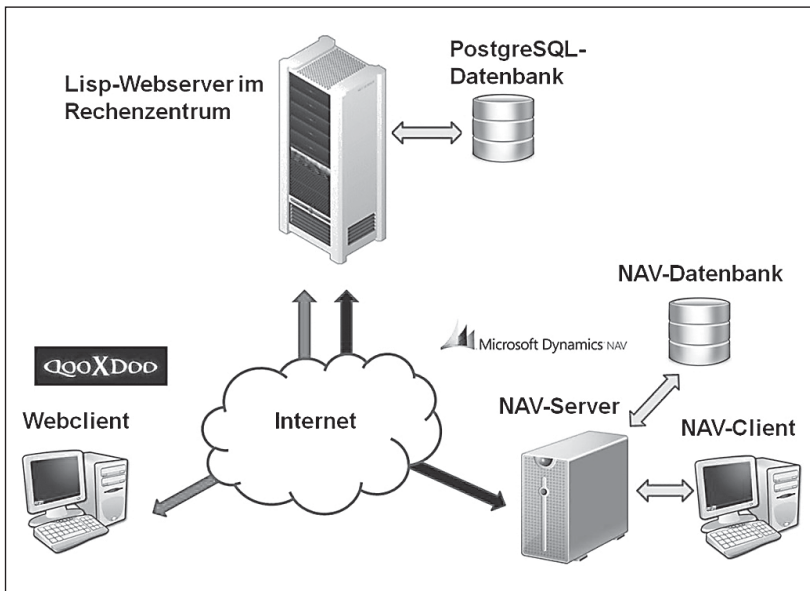 PostgreSQL-
Datenbank
Lisp-Webserver im
Rechenzentrum
NAV-Datenbank
Microsoft Dynamics NAV
QOOXDOO
Webclient
Internet
NAV-Server
NAV-Client